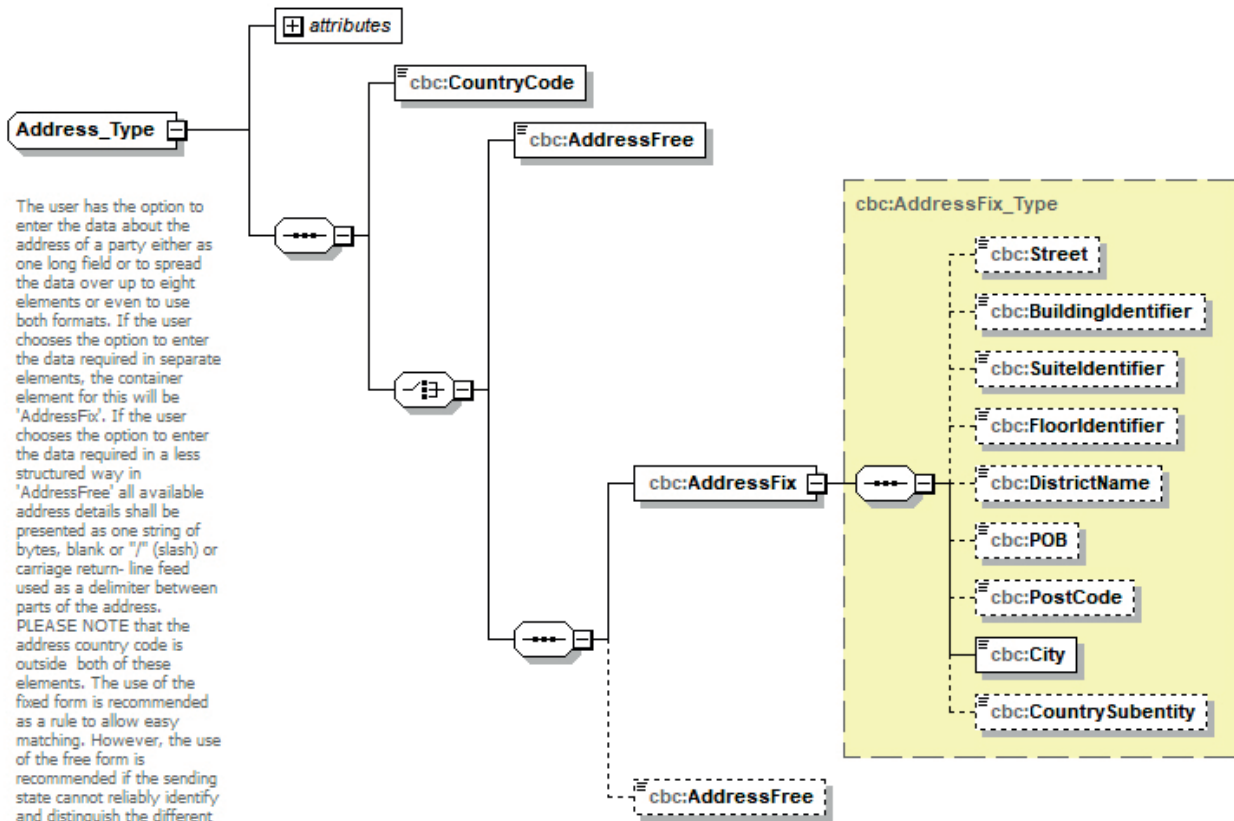 attributes
cbc:CountryCode
Address_Type
cbc:AddressFree
The user has the option to
enter the data about the
address of a party either as
one long field or to spread
the data over up to eight
elements or even to use
both formats. If the user
chooses the option to enter
the data required in separate
elements, the container
element for this will be
'AddressFix'. If the user
chooses the option to enter
the data required in a less
structured way in
'AddressFree' all available
address details shall be
presented as one string of
bytes, blank or "/" (slash) or
carriage return- line feed
used as a delimiter between
parts of the address.
PLEASE NOTE that the
address country code is
outside  both of these
elements. The use of the
fixed form is recommended
as a rule to allow easy
matching. However, the use
of the free form is
recommended if the sending
state cannot reliably identify
and distinguish the different
cbc:AddressFix
cbc:AddressFix_Type
cbc:Street
cbc:BuildingIdentifier
cbc:SuiteIdentifier
cbc:FloorIdentifier
cbc:DistrictName
cbc:POB
cbc:PostCode
cbc:City
cbc:CountrySubentity
cbc:AddressFree